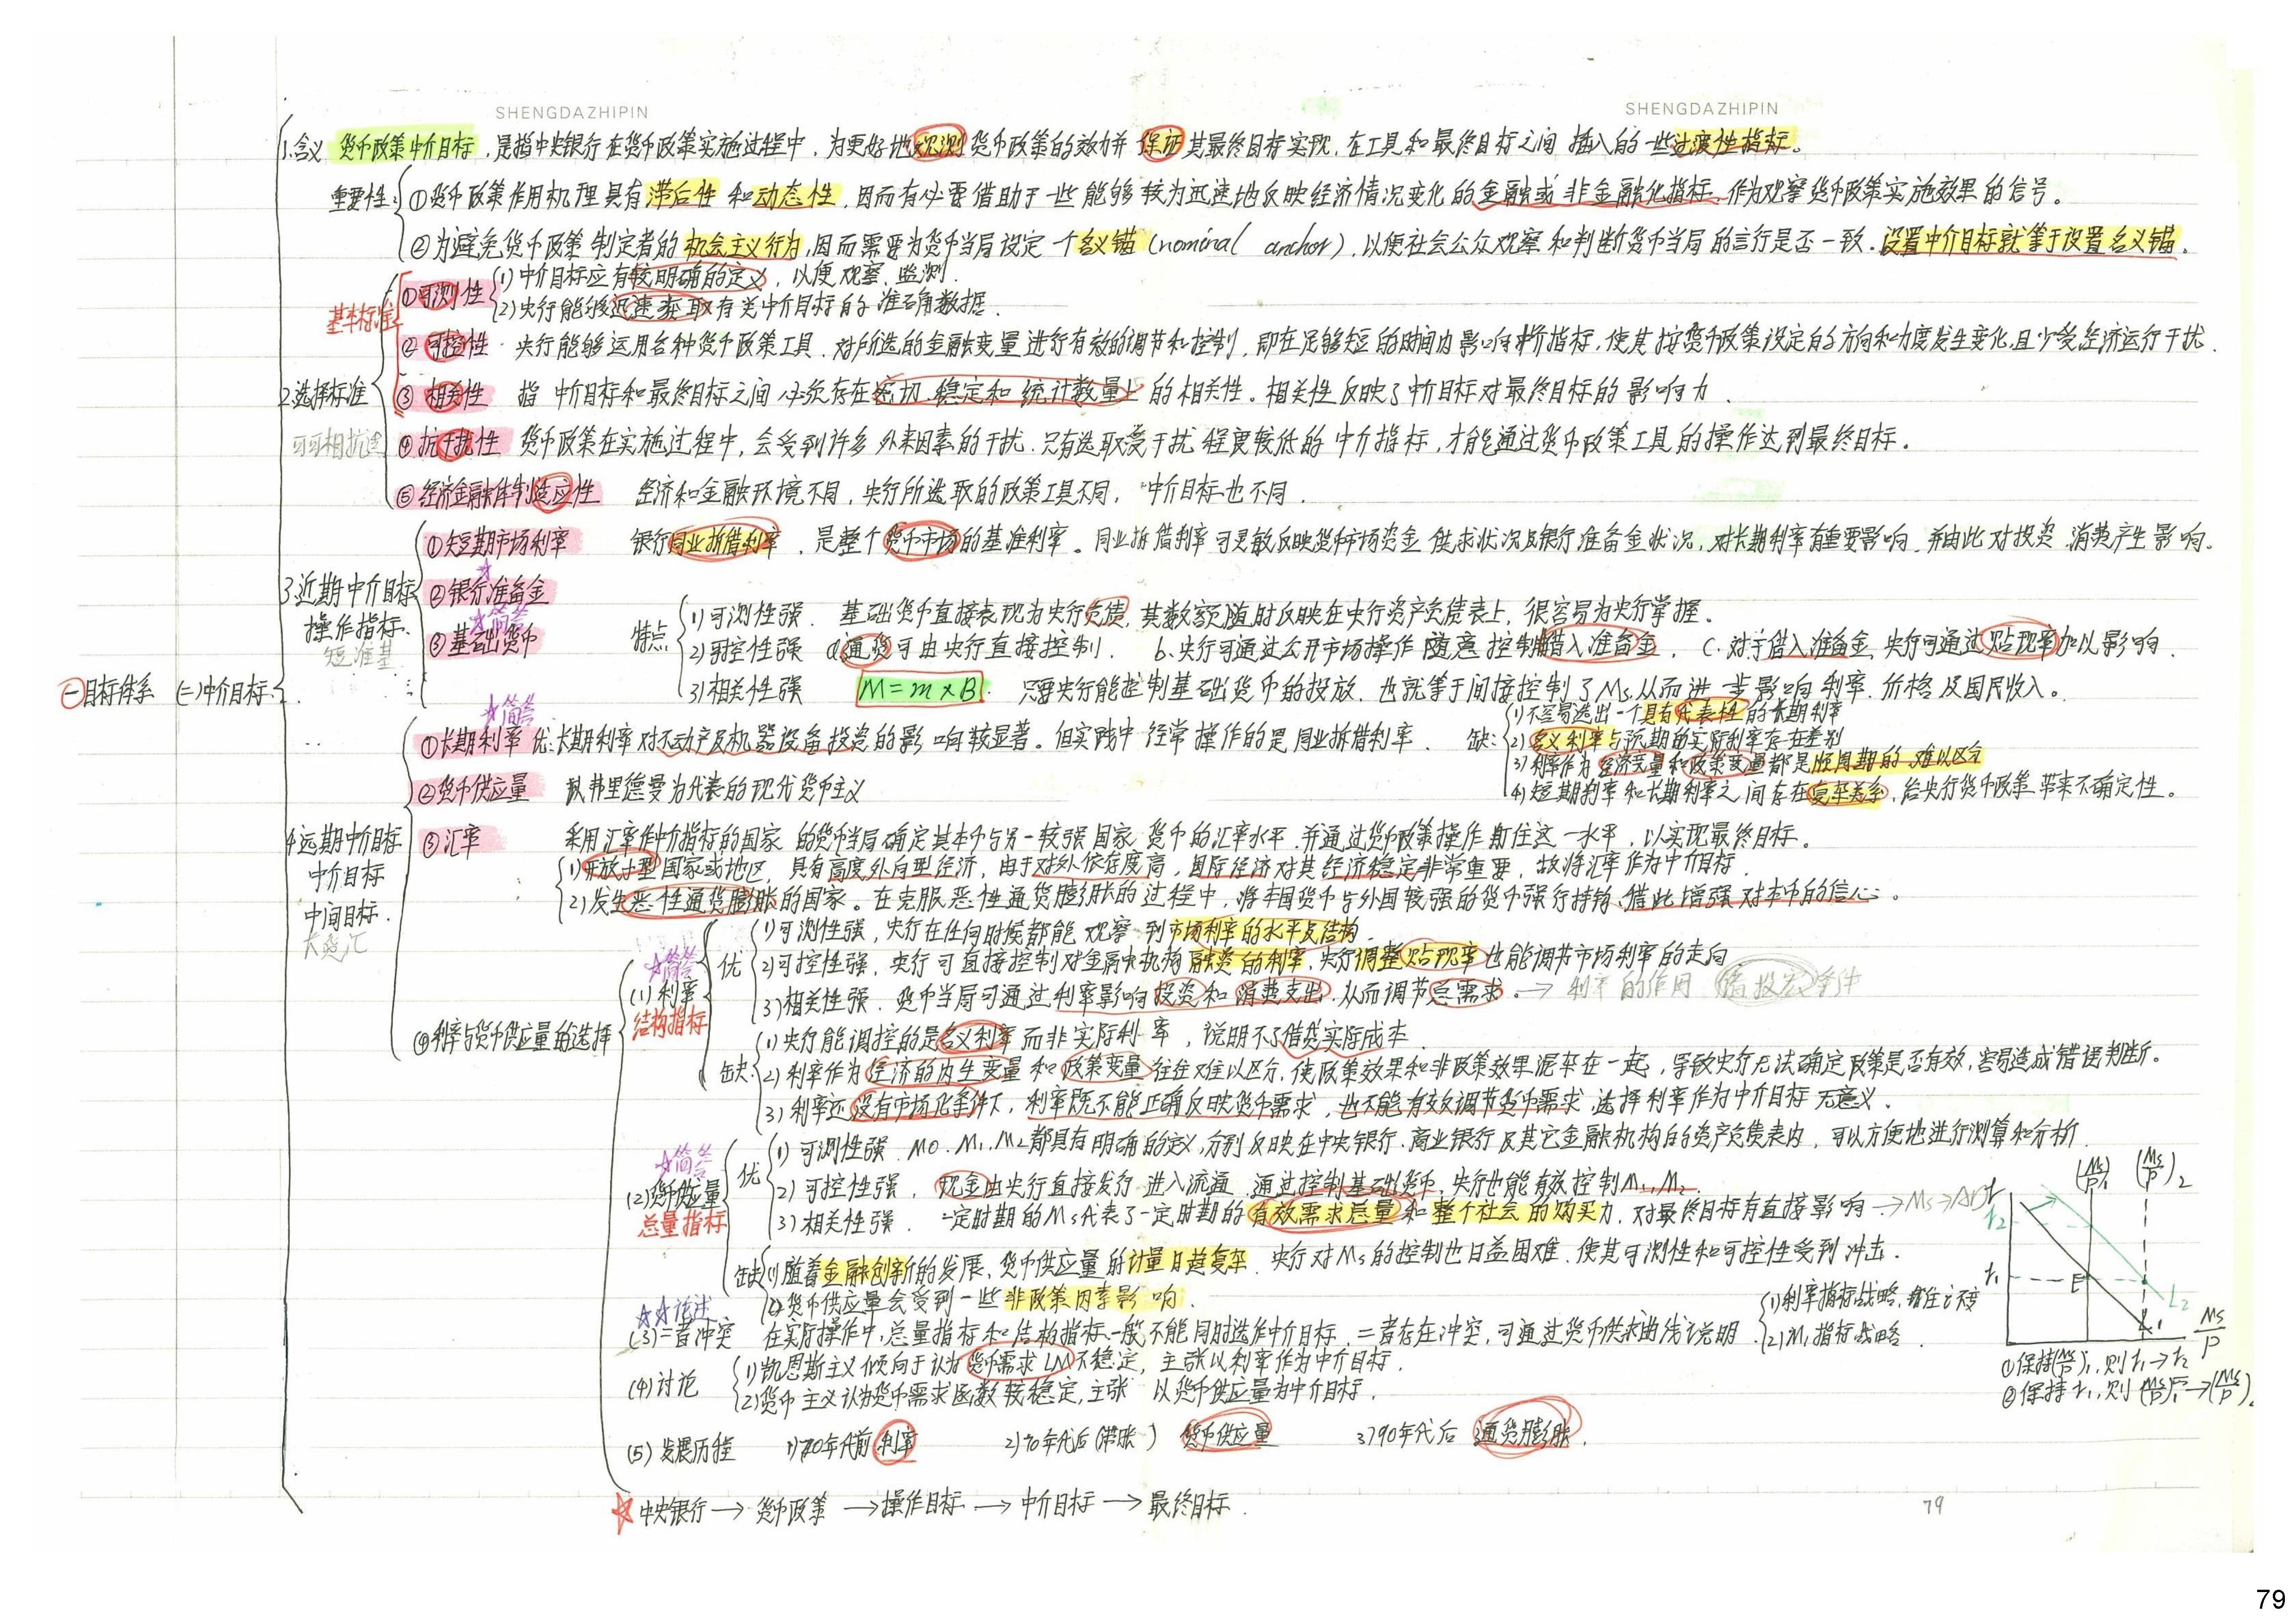 SHENGDAZHIPIN
SHENGDAZHIPIN
1.含义 货币政策中介目标,是指中央银行在货币政策实施过程中,为更好地观测货币政策的效力并保证其最终目标实现,在工具和最终目标之间插入的一些过渡性指标。
重要性:①货币政策作用机理具有滞后性和动态性,因而有必要借助于一些能够较为迅速地反映经济情况变化的金融或非金融化指标,作为观察货币政策实施效果的信号。
②为避免货币政策制定者的机会主义行为,因而需要为货币当局设定一个名义锚(nominal anchor),以便社会公众观察和判断货币当局的言行是否一致.设置中介目标就等于设置名义锚。
基本标准
2.选择标准
可可相抗适
①可测性 (1)中介目标应有较明确的定义,以便观察、监测.
(2)央行能够迅速获取有关中介目标的准确数据.
②可控性. 央行能够运用各种货币政策工具,对所选的金融变量进行有效的调节和控制,即在足够短的时间内影响中介指标,使其按货币政策设定的方向和力度发生变化,且少受经济运行干扰.
③相关性 指中介目标和最终目标之间必须存在密切、稳定和统计数量上的相关性。相关性反映了中介目标对最终目标的影响力.
④抗干扰性 货币政策在实施过程中,会受到许多外来因素的干扰.只有选取受干扰程度较低的中介指标,才能通过货币政策工具的操作达到最终目标。
⑤经济金融体制适应性 经济和金融环境不同,央行所选取的政策工具不同,中介目标也不同.
3.近期中介目标
操作指标.
短准基
①短期市场利率 银行同业拆借利率,是整个货币市场的基准利率。同业拆借利率可灵敏反映货币市场资金供求状况及银行准备金状况,对长期利率有重要影响,并由此对投资、消费产生影响。
②银行准备金
☆简答
③基础货币 特点
1)可测性强. 基础货币直接表现为央行负债,其数额随时反映在央行资产负债表上,很容易为央行掌握。
2)可控性强 a.通货可由央行直接控制. b.央行可通过公开市场操作随意控制非借入准备金. c.对于借入准备金,央行可通过贴现率加以影响.
3)相关性强 M=m×B. 只要央行能控制基础货币的投放,也就等于间接控制了Ms,从而进一步影响利率、价格及国民收入。
㊀目标体系 (二)中介目标:
4.远期中介目标
中介目标
中间目标.
长货汇
☆简答
①长期利率 优:长期利率对不动产及机器设备投资的影响较显著。但实践中经常操作的是同业拆借利率. 缺:
1)不容易选出一个具有代表性的长期利率
2)名义利率与预期的实际利率存在差别
3)利率作为经济变量和政策变量都是顺周期的,难以区分
4)短期利率和长期利率之间存在复杂关系,给央行货币政策带来不确定性。
②货币供应量 以弗里德曼为代表的现代货币主义
③汇率 采用汇率作中介指标的国家的货币当局确定其本币与另一较强国家货币的汇率水平,并通过货币政策操作盯住这一水平,以实现最终目标。
1)开放小型国家或地区,具有高度外向型经济,由于对外依存度高,国际经济对其经济稳定非常重要,故将汇率作为中介目标.
2)发生恶性通货膨胀的国家。在克服恶性通货膨胀的过程中,将本国货币与外国较强的货币强行挂钩,借此增强对本币的信心.
④利率与货币供应量的选择
☆简答
(1)利率
结构指标
优
1)可测性强,央行在任何时候都能观察到市场利率的水平及结构.
2)可控性强,央行可直接控制对金融机构融资的利率,央行调整贴现率也能调节市场利率的走向
3)相关性强. 货币当局可通过利率影响投资和消费支出,从而调节总需求. → 利率的作用
缺:
(1)央行能调控的是名义利率而非实际利率,说明不了借贷实际成本.
2)利率作为经济的内生变量和政策变量往往难以区分,使政策效果和非政策效果混杂在一起,导致央行无法确定政策是否有效,容易造成错误判断。
3)利率还没有市场化条件下,利率既不能正确反映货币需求,也不能有效调节货币需求,选择利率作为中介目标无意义.
☆简答
(2)货币供应量
总量指标
优
1)可测性强. M0、M1、M2都具有明确的定义,分别反映在中央银行、商业银行及其它金融机构的资产负债表内,可以方便地进行测算和分析.
2)可控性强,现金由央行直接发行,进入流通,通过控制基础货币,央行也能有效控制M1、M2.
3)相关性强. 一定时期的Ms代表了一定时期的有效需求总量和整个社会的购买力,对最终目标有直接影响→Ms→AD
缺:1)随着金融创新的发展,货币供应量的计量日趋复杂,央行对Ms的控制也日益困难,使其可测性和可控性受到冲击.
2)货币供应量会受到一些非政策因素影响.
☆☆论述
(3)二者冲突 在实际操作中,总量指标和结构指标一般不能同时选作中介目标,二者存在冲突,可通过货币供求曲线说明.
1)利率指标战略,
2)M1指标战略.
(4)讨论 1)凯恩斯主义倾向于认为货币需求LM不稳定,主张以利率作为中介目标.
2)货币主义认为货币需求函数较稳定,主张以货币供应量为中介目标.
(5)发展历程 1)70年代前利率 2)70年代后(滞胀) 货币供应量 3)90年代后 通货膨胀.
r (Ms/P)1 (Ms/P)2
r2
r1 E
L2
L1 Ms/P
①保持(Ms/P)1,则r1→r2
②保持r1,则(Ms/P)1→(Ms/P)2
☆中央银行→货币政策→操作目标→中介目标→最终目标.
79
79